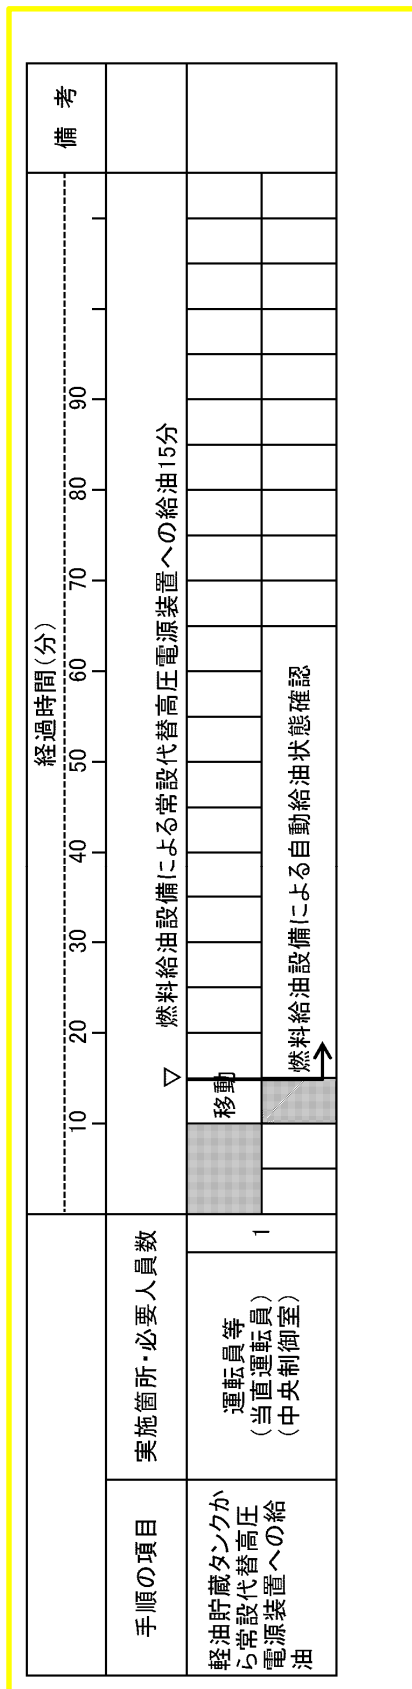 経過時間(分)
備 考
10 20 30 40 50 60 70 80 90
手順の項目
実施箇所・必要人員数
燃料給油設備による常設代替高圧電源装置への給油15分
▽
軽油貯蔵タンクか
ら常設代替高圧
電源装置への給
油
運転員等
(当直運転員)
(中央制御室)
1
移動
燃料給油設備による自動給油状態確認